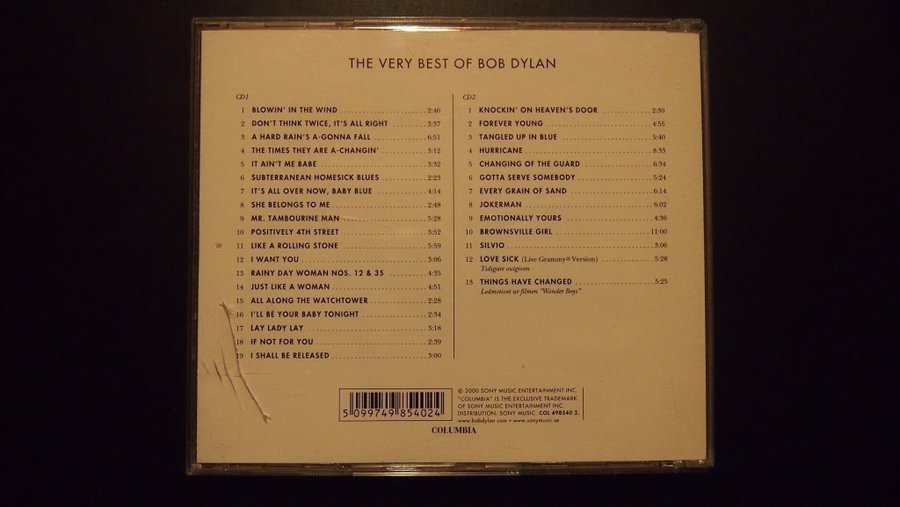 THE VERY BEST OF BOB DYLAN
CD1
1 BLOWIN' IN THE WIND 2:46
2 DON'T THINK TWICE, IT'S ALL RIGHT 3:37
3 A HARD RAIN'S A-GONNA FALL 6:51
4 THE TIMES THEY ARE A-CHANGIN' 3:12
5 IT AIN'T ME BABE 3:32
6 SUBTERRANEAN HOMESICK BLUES 2:23
7 IT'S ALL OVER NOW, BABY BLUE 4:14
8 SHE BELONGS TO ME 2:48
9 MR. TAMBOURINE MAN 5:28
10 POSITIVELY 4TH STREET 3:52
11 LIKE A ROLLING STONE 5:59
12 I WANT YOU 3:06
13 RAINY DAY WOMAN NOS. 12 & 35 4:35
14 JUST LIKE A WOMAN 4:51
15 ALL ALONG THE WATCHTOWER 2:28
16 I'LL BE YOUR BABY TONIGHT 2:34
17 LAY LADY LAY 3:18
18 IF NOT FOR YOU 2:39
19 I SHALL BE RELEASED 3:00
CD2
1 KNOCKIN' ON HEAVEN'S DOOR 2:30
2 FOREVER YOUNG 4:55
3 TANGLED UP IN BLUE 5:40
4 HURRICANE 8:33
5 CHANGING OF THE GUARD 6:34
6 GOTTA SERVE SOMEBODY 5:24
7 EVERY GRAIN OF SAND 6:14
8 JOKERMAN 6:02
9 EMOTIONALLY YOURS 4:30
10 BROWNSVILLE GIRL 11:00
11 SILVIO 3:06
12 LOVE SICK (Live Grammy® Version) 5:28
Tidigare outgiven
13 THINGS HAVE CHANGED 5:25
Ledmotivet ur filmen "Wonder Boys"
5 099749 854024
© 2000 SONY MUSIC ENTERTAINMENT INC.
"COLUMBIA" IS THE EXCLUSIVE TRADEMARK
OF SONY MUSIC ENTERTAINMENT INC.
DISTRIBUTION: SONY MUSIC. COL 498540 2.
www.bobdylan.com • www.sonymusic.se
COLUMBIA